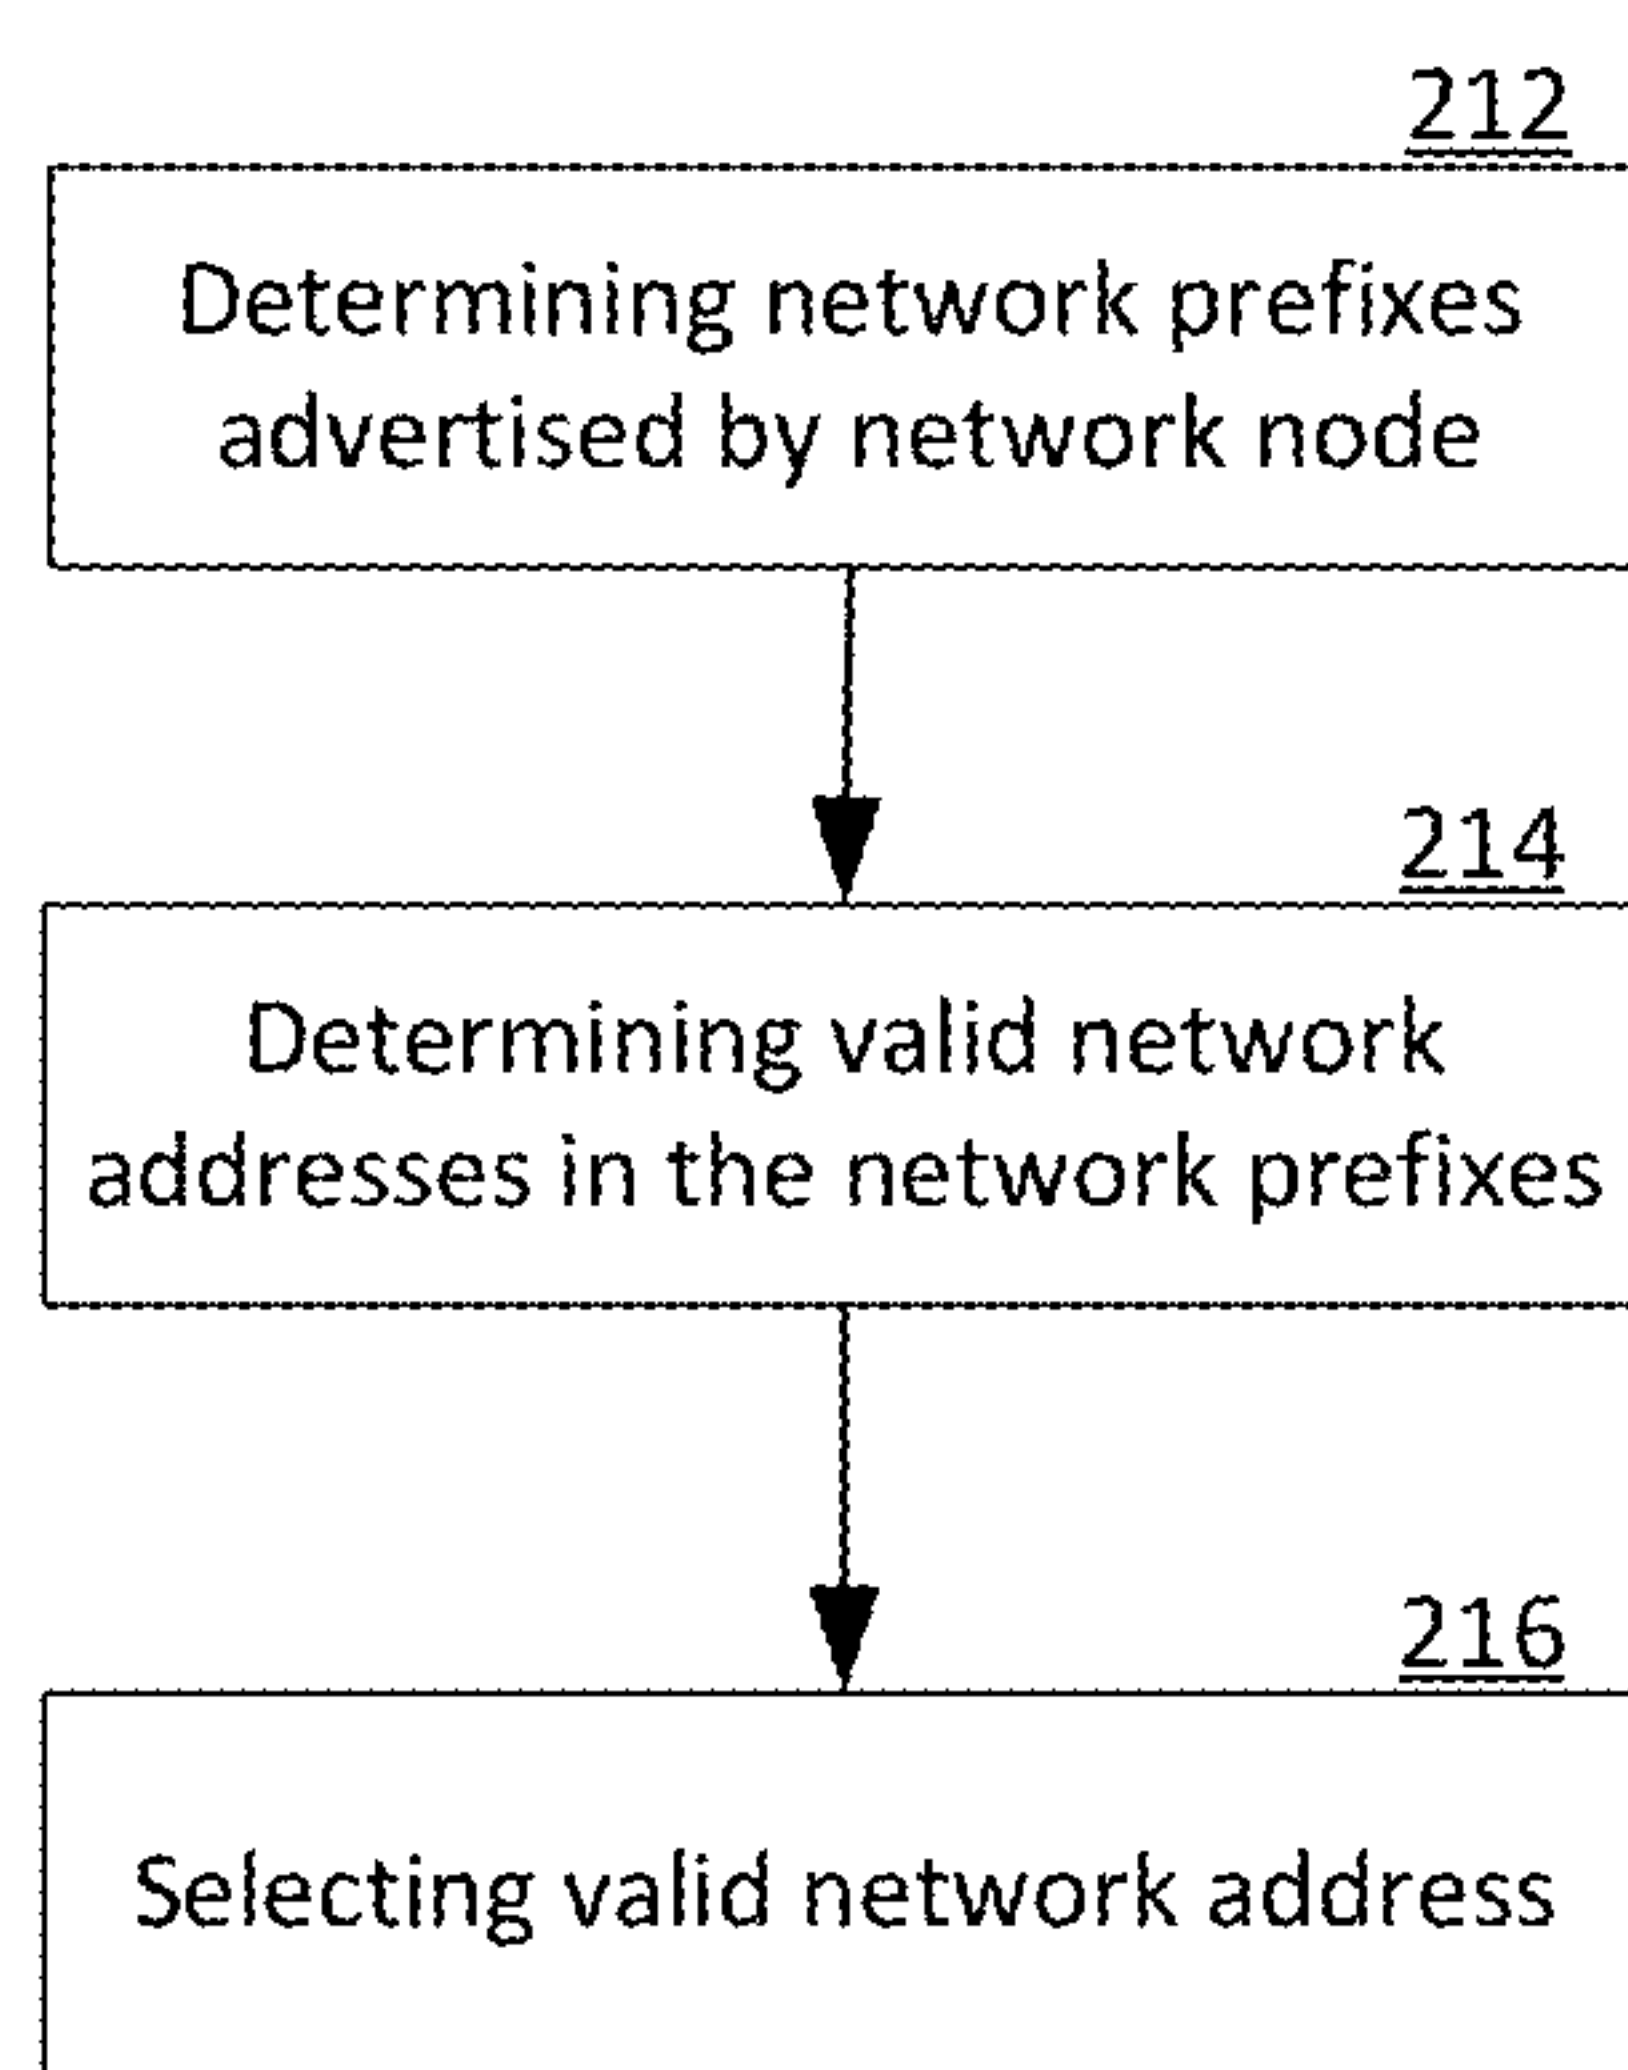 212
Determining network prefixes
advertised by network node
214
Determining valid network
addresses in the network prefixes
216
Selecting valid network address